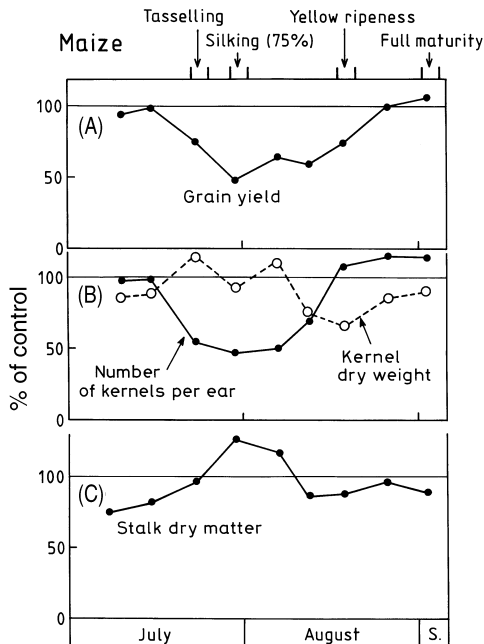 Maize
Tasselling
Silking (75%)
Yellow ripeness
Full maturity
% of control
100
(A)
50
Grain yield
0
100
(B)
50
Number
of kernels per ear
Kernel
dry weight
0
100
(C)
50
Stalk dry matter
0
July
August
S.